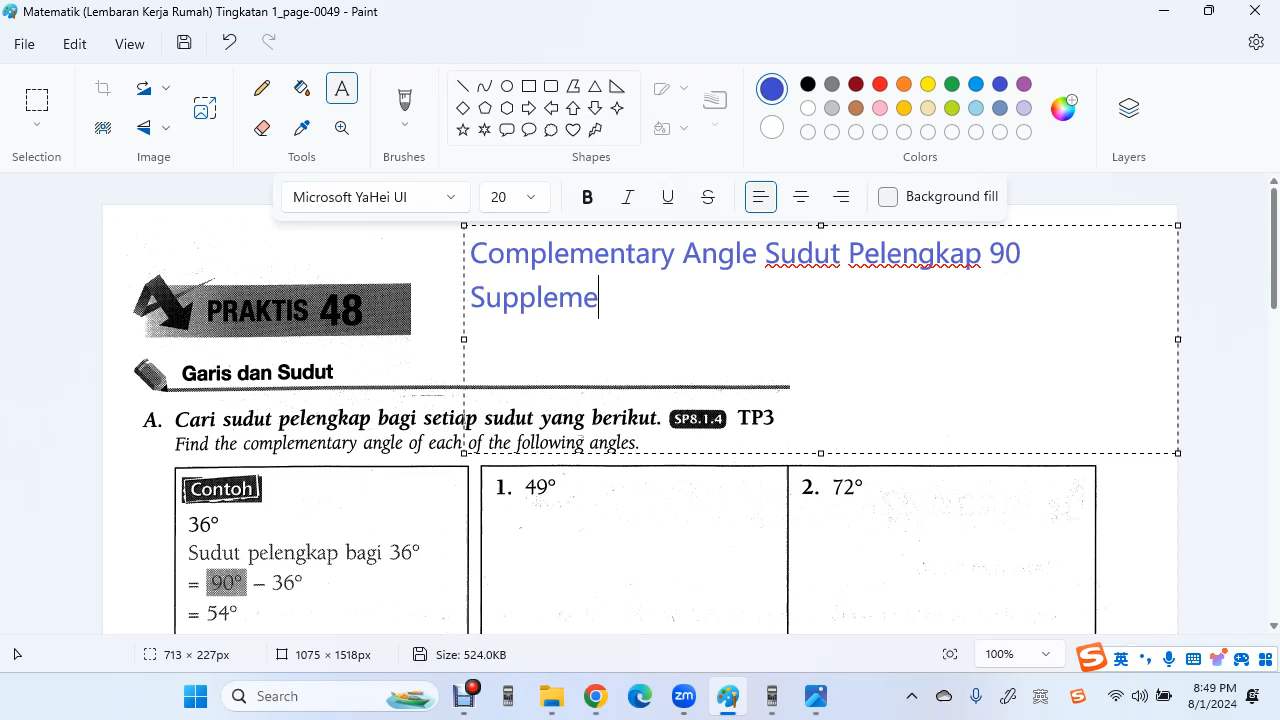 Matematik (Lembaran Kerja Rumah) Tingkatan 1_page-0049 - Paint
File Edit View
Selection Image Tools Brushes Shapes Colors Layers
Microsoft YaHei UI 20 B I U S Background fill
Complementary Angle Sudut Pelengkap 90
Suppleme
PRAKTIS 48
Garis dan Sudut
A. Cari sudut pelengkap bagi setiap sudut yang berikut. SP8.1.4 TP3
Find the complementary angle of each of the following angles.
Contoh
36°
Sudut pelengkap bagi 36°
= 90° – 36°
= 54°
1. 49°
2. 72°
713 × 227px 1075 × 1518px Size: 524.0KB 100% 英
Search zm 英 8:49 PM
8/1/2024